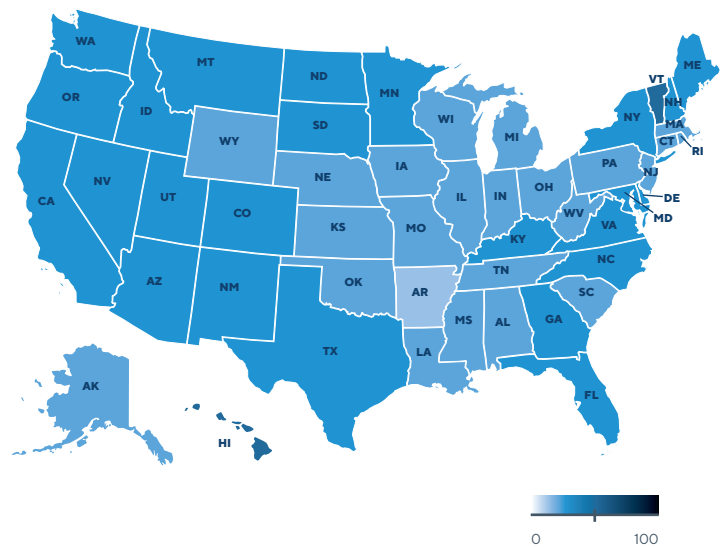 WA
MT
ND
MN
OR
ID
SD
WY
WI
MI
VT
NH
ME
NY
MA
CT
RI
IA
NE
PA
NJ
NV
UT
CO
CA
KS
MO
IL
IN
OH
WV
DE
MD
VA
KY
NC
AZ
NM
OK
AR
TN
SC
TX
LA
MS
AL
GA
FL
AK
HI
0 100